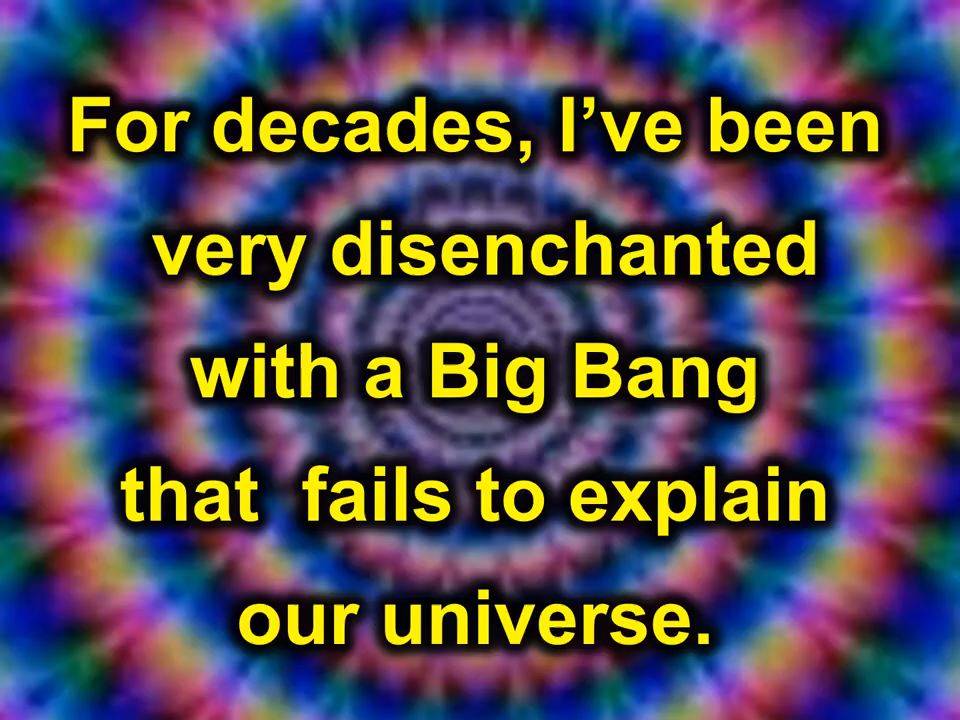 For decades, I’ve been
very disenchanted
with a Big Bang
that  fails to explain
our universe.